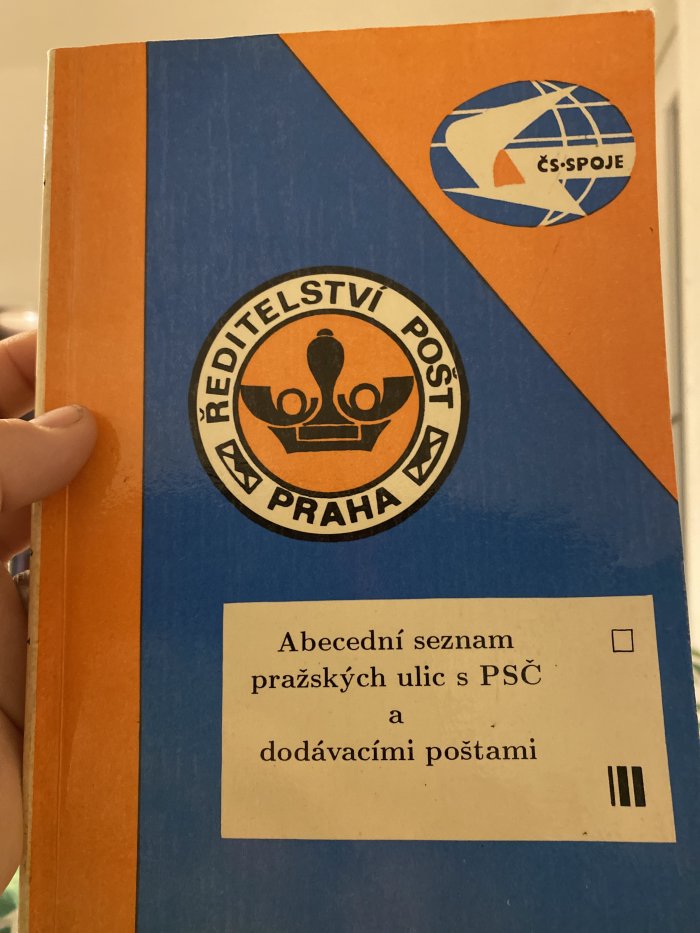 ČS·SPOJE
ŘEDITELSTVÍ POŠT
PRAHA
Abecední seznam
pražských ulic s PSČ
a
dodávacími poštami